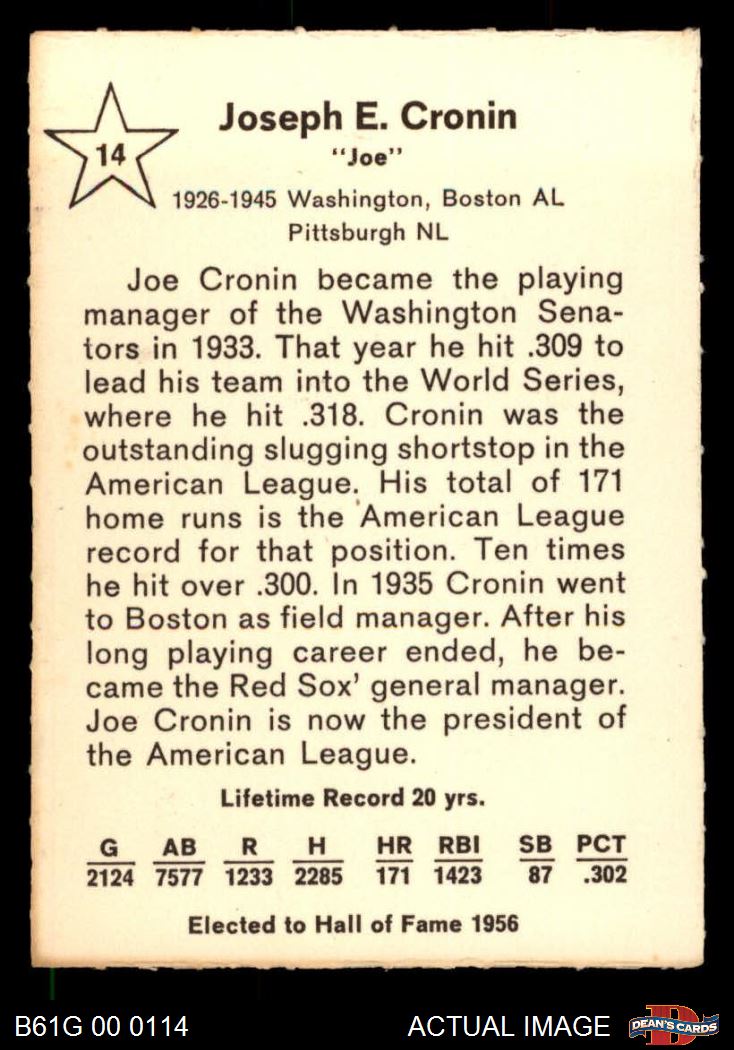 14
Joseph E. Cronin
"Joe"
1926-1945 Washington, Boston AL
Pittsburgh NL
Joe Cronin became the playing
manager of the Washington Sena-
tors in 1933. That year he hit .309 to
lead his team into the World Series,
where he hit .318. Cronin was the
outstanding slugging shortstop in the
American League. His total of 171
home runs is the American League
record for that position. Ten times
he hit over .300. In 1935 Cronin went
to Boston as field manager. After his
long playing career ended, he be-
came the Red Sox' general manager.
Joe Cronin is now the president of
the American League.
Lifetime Record 20 yrs.
G AB R H HR RBI SB PCT
2124 7577 1233 2285 171 1423 87 .302
Elected to Hall of Fame 1956
B61G 00 0114 ACTUAL IMAGE DEAN'S CARDS